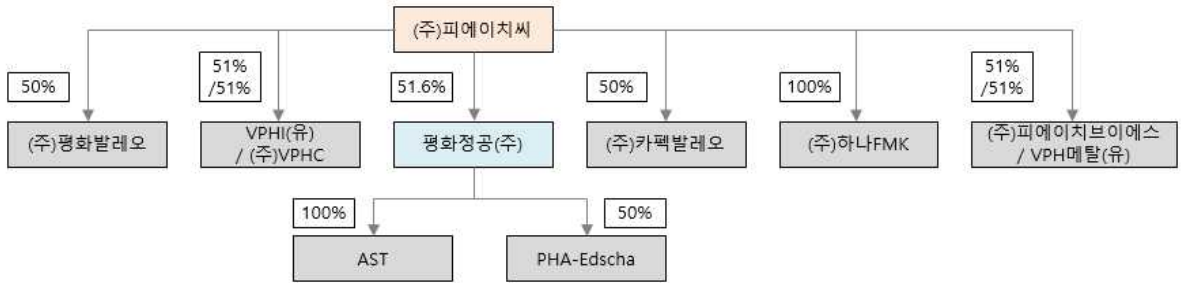 (주)피에이치씨
50%
51%
/51%
51.6%
50%
100%
51%
/51%
(주)평화발레오
VPHI(유)
/ (주)VPHC
평화정공(주)
(주)카펙발레오
(주)하나FMK
(주)피에이치브이에스
/ VPH메탈(유)
100%
50%
AST
PHA-Edscha